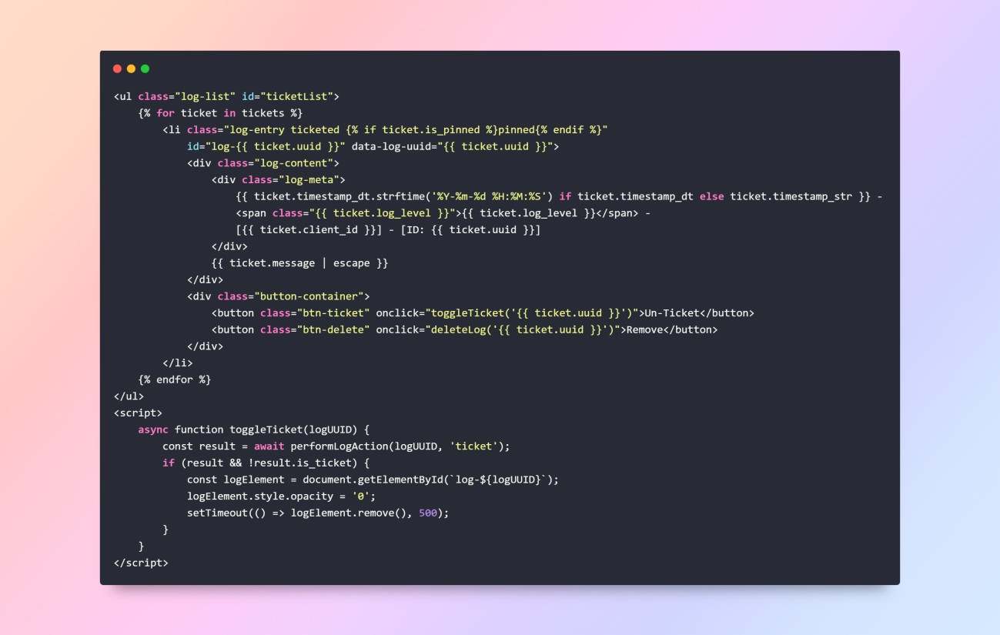 <ul class="log-list" id="ticketList">
    {% for ticket in tickets %}
        <li class="log-entry ticketed {% if ticket.is_pinned %}pinned{% endif %}"
            id="log-{{ ticket.uuid }}" data-log-uuid="{{ ticket.uuid }}">
            <div class="log-content">
                <div class="log-meta">
                    {{ ticket.timestamp_dt.strftime('%Y-%m-%d %H:%M:%S') if ticket.timestamp_dt else ticket.timestamp_str }} -
                    <span class="{{ ticket.log_level }}">{{ ticket.log_level }}</span> -
                    [{{ ticket.client_id }}] - [ID: {{ ticket.uuid }}]
                </div>
                {{ ticket.message | escape }}
            </div>
            <div class="button-container">
                <button class="btn-ticket" onclick="toggleTicket('{{ ticket.uuid }}')">Un-Ticket</button>
                <button class="btn-delete" onclick="deleteLog('{{ ticket.uuid }}')">Remove</button>
            </div>
        </li>
    {% endfor %}
</ul>
<script>
    async function toggleTicket(logUUID) {
        const result = await performLogAction(logUUID, 'ticket');
        if (result && !result.is_ticket) {
            const logElement = document.getElementById(`log-${logUUID}`);
            logElement.style.opacity = '0';
            setTimeout(() => logElement.remove(), 500);
        }
    }
</script>